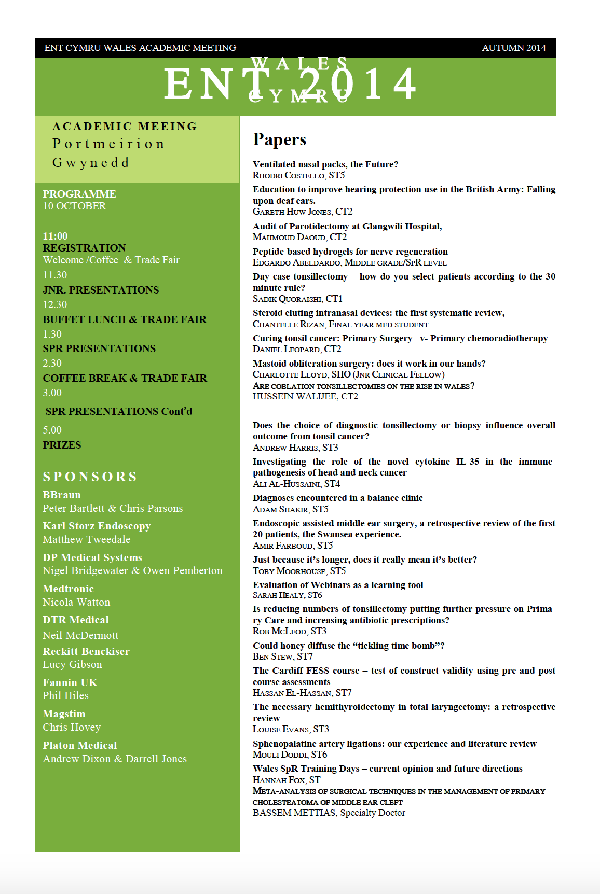 ENT CYMRU WALES ACADEMIC MEETING
AUTUMN 2014
WALES
ENT 2014
CYMRU
ACADEMIC MEEING
Portmeirion
Gwynedd
PROGRAMME
10 OCTOBER
11:00
REGISTRATION
Welcome /Coffee & Trade Fair
11.30
JNR. PRESENTATIONS
12.30
BUFFET LUNCH & TRADE FAIR
1.30
SPR PRESENTATIONS
2.30
COFFEE BREAK & TRADE FAIR
3.00
SPR PRESENTATIONS Cont'd
5.00
PRIZES
SPONSORS
BBraun
Peter Bartlett & Chris Parsons
Karl Storz Endoscopy
Matthew Tweedale
DP Medical Systems
Nigel Bridgewater & Owen Pemberton
Medtronic
Nicola Watton
DTR Medical
Neil McDermott
Reckitt Benckiser
Lucy Gibson
Fannin UK
Phil Hiles
Magstim
Chris Hovey
Platon Medical
Andrew Dixon & Darrell Jones
Papers
Ventilated nasal packs, the Future?
RHODRI COSTELLO, ST5
Education to improve hearing protection use in the British Army: Falling
upon deaf ears.
GARETH HUW JONES, CT2
Audit of Parotidectomy at Glangwili Hospital,
MAHMOUD DAOUD, CT2
Peptide based hydrogels for nerve regeneration
EDGARDO ABELDARDO, MIDDLE GRADE/SPR LEVEL
Day case tonsillectomy – how do you select patients according to the 30
minute rule?
SADIK QUORAISHI, CT1
Steroid eluting intranasal devices: the first systematic review,
CHANTELLE RIZAN, FINAL YEAR MED STUDENT
Curing tonsil cancer: Primary Surgery -v- Primary chemoradiotherapy
DANIEL LEOPARD, CT2
Mastoid obliteration surgery: does it work in our hands?
CHARLOTTE LLOYD, SHO (JNR CLINICAL FELLOW)
ARE COBLATION TONSILLECTOMIES ON THE RISE IN WALES?
HUSSEIN WALIJEE, CT2
Does the choice of diagnostic tonsillectomy or biopsy influence overall
outcome from tonsil cancer?
ANDREW HARRIS, ST3
Investigating the role of the novel cytokine IL-35 in the immune
pathogenesis of head and neck cancer
ALI AL-HUSSAINI, ST4
Diagnoses encountered in a balance clinic
ADAM SHAKIR, ST5
Endoscopic assisted middle ear surgery, a retrospective review of the first
20 patients, the Swansea experience.
AMIR FARBOUD, ST5
Just because it's longer, does it really mean it's better?
TOBY MOORHOUSE, ST5
Evaluation of Webinars as a learning tool
SARAH HEALY, ST6
Is reducing numbers of tonsillectomy putting further pressure on Prima
ry Care and increasing antibiotic prescriptions?
ROB MCLEOD, ST3
Could honey diffuse the "tickling time bomb"?
BEN STEW, ST7
The Cardiff FESS course – test of construct validity using pre and post
course assessments
HASSAN EL-HASSAN, ST7
The necessary hemithyroidectomy in total laryngectomy: a retrospective
review
LOUISE EVANS, ST3
Sphenopalatine artery ligations: our experience and literature review
MOULI DODDI, ST6
Wales SpR Training Days – current opinion and future directions
HANNAH FOX, ST
META-ANALYSIS OF SURGICAL TECHNIQUES IN THE MANAGEMENT OF PRIMARY
CHOLESTEATOMA OF MIDDLE EAR CLEFT
BASSEM METTIAS, Specialty Doctor